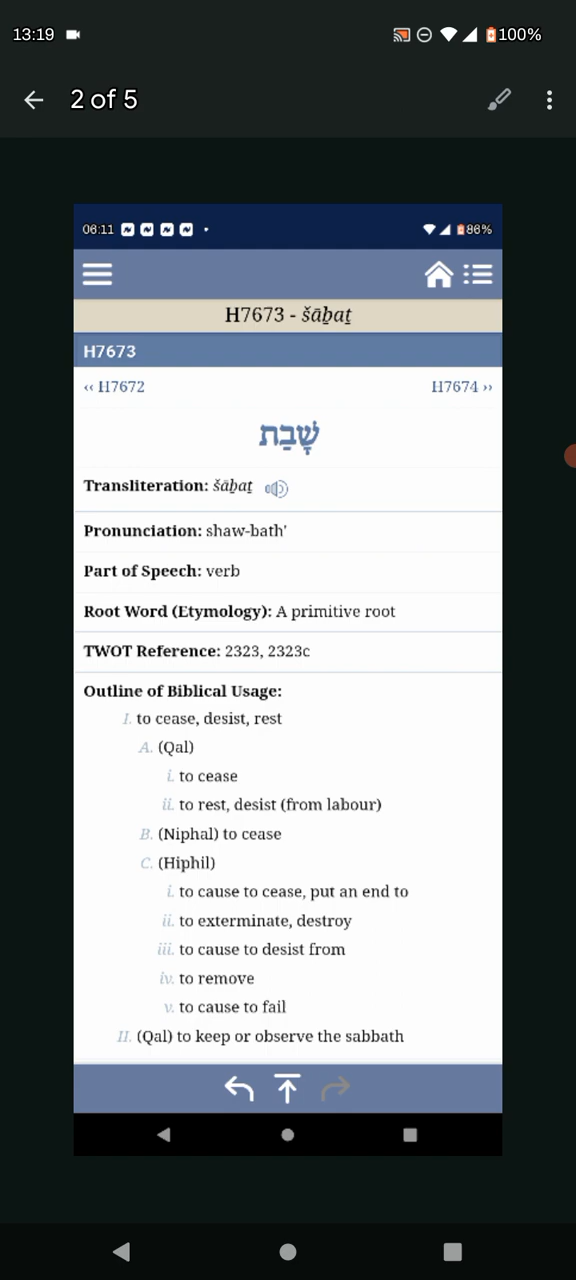 13:19 100%
2 of 5
06:11 86%
H7673 - šāḇaṯ
H7673
‹‹ H7672 H7674 ››
שָׁבַת
Transliteration: šāḇaṯ
Pronunciation: shaw-bath'
Part of Speech: verb
Root Word (Etymology): A primitive root
TWOT Reference: 2323, 2323c
Outline of Biblical Usage:
I. to cease, desist, rest
A. (Qal)
i. to cease
ii. to rest, desist (from labour)
B. (Niphal) to cease
C. (Hiphil)
i. to cause to cease, put an end to
ii. to exterminate, destroy
iii. to cause to desist from
iv. to remove
v. to cause to fail
II. (Qal) to keep or observe the sabbath